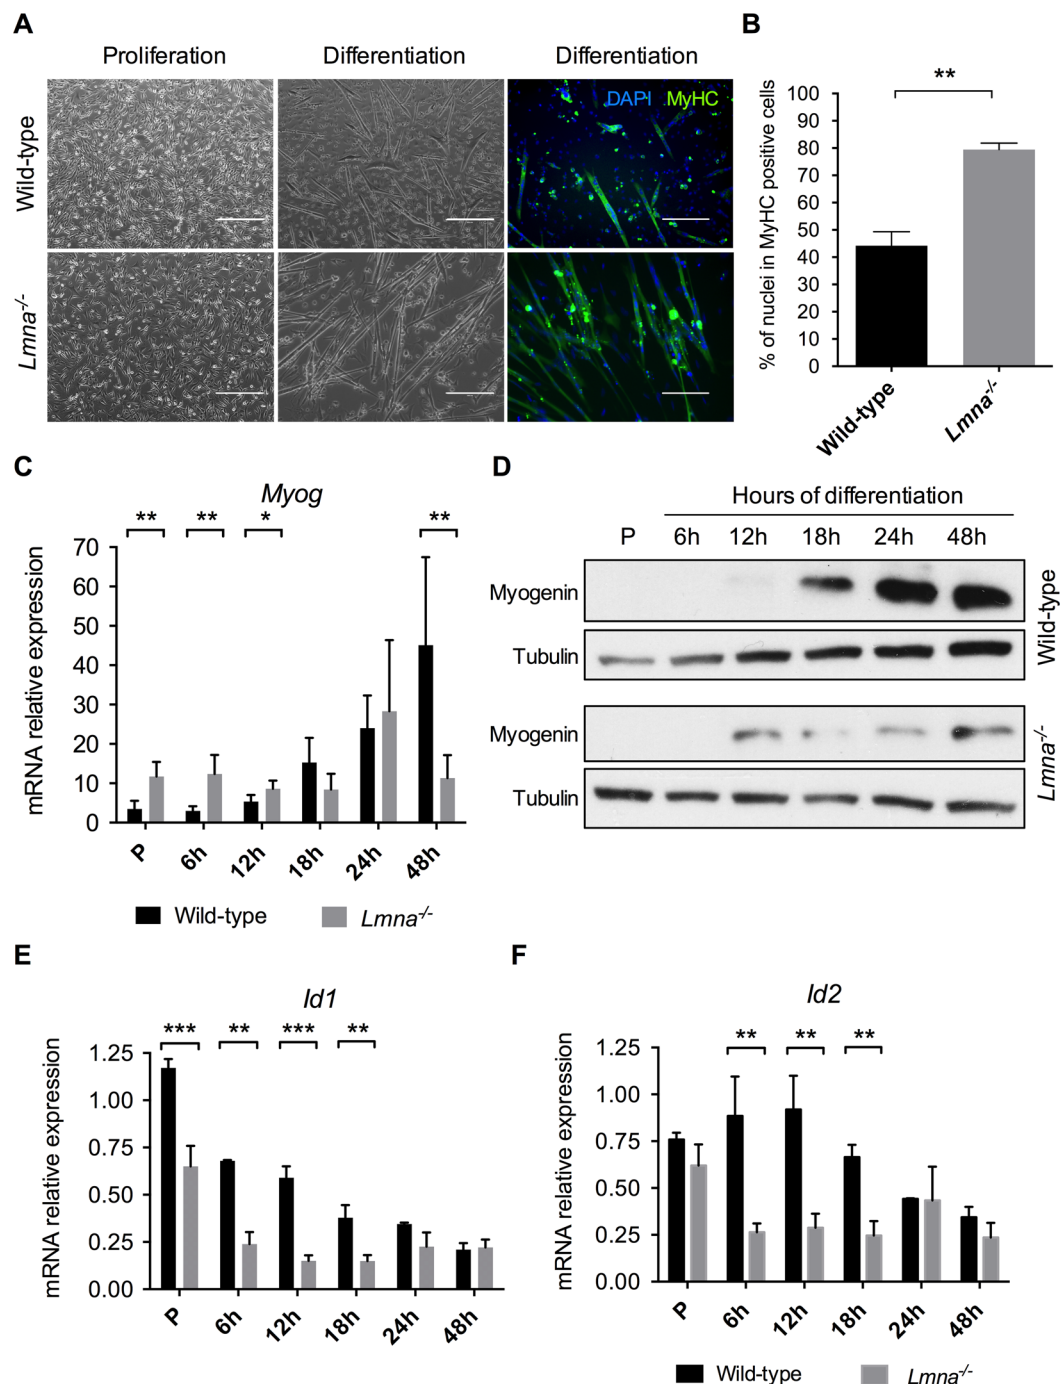 A
Proliferation Differentiation Differentiation
Wild-type
DAPI MyHC
Lmna-/-
B
**
% of nuclei in MyHC positive cells
100
90
80
70
60
50
40
30
20
10
0
Wild-type
Lmna-/-
C
Myog
** ** * **
mRNA relative expression
70
60
50
40
30
20
10
0
P 6h 12h 18h 24h 48h
Wild-type Lmna-/-
D
Hours of differentiation
P 6h 12h 18h 24h 48h
Myogenin
Tubulin
Wild-type
Myogenin
Tubulin
Lmna-/-
E
Id1
*** ** *** **
mRNA relative expression
1.25
1.00
0.75
0.50
0.25
0.00
P 6h 12h 18h 24h 48h
F
Id2
** ** **
mRNA relative expression
1.25
1.00
0.75
0.50
0.25
0.00
P 6h 12h 18h 24h 48h
Wild-type Lmna-/-